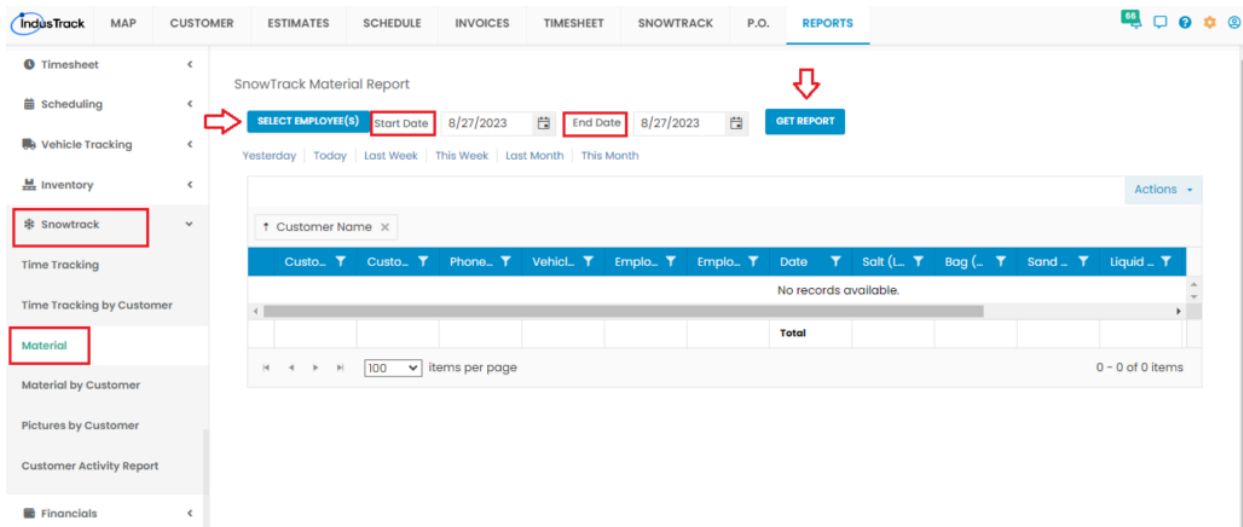 IndusTrack MAP CUSTOMER ESTIMATES SCHEDULE INVOICES TIMESHEET SNOWTRACK P.O. REPORTS 66
Timesheet
Scheduling
Vehicle Tracking
Inventory
Snowtrack
Time Tracking
Time Tracking by Customer
Material
Material by Customer
Pictures by Customer
Customer Activity Report
Financials
SnowTrack Material Report
SELECT EMPLOYEE(S) Start Date 8/27/2023 End Date 8/27/2023 GET REPORT
Yesterday Today Last Week This Week Last Month This Month
Actions
↑ Customer Name ×
Custo... Custo... Phone... Vehicl... Emplo... Emplo... Date Salt (L... Bag (... Sand ... Liquid ...
No records available.
Total
100 items per page 0 - 0 of 0 items